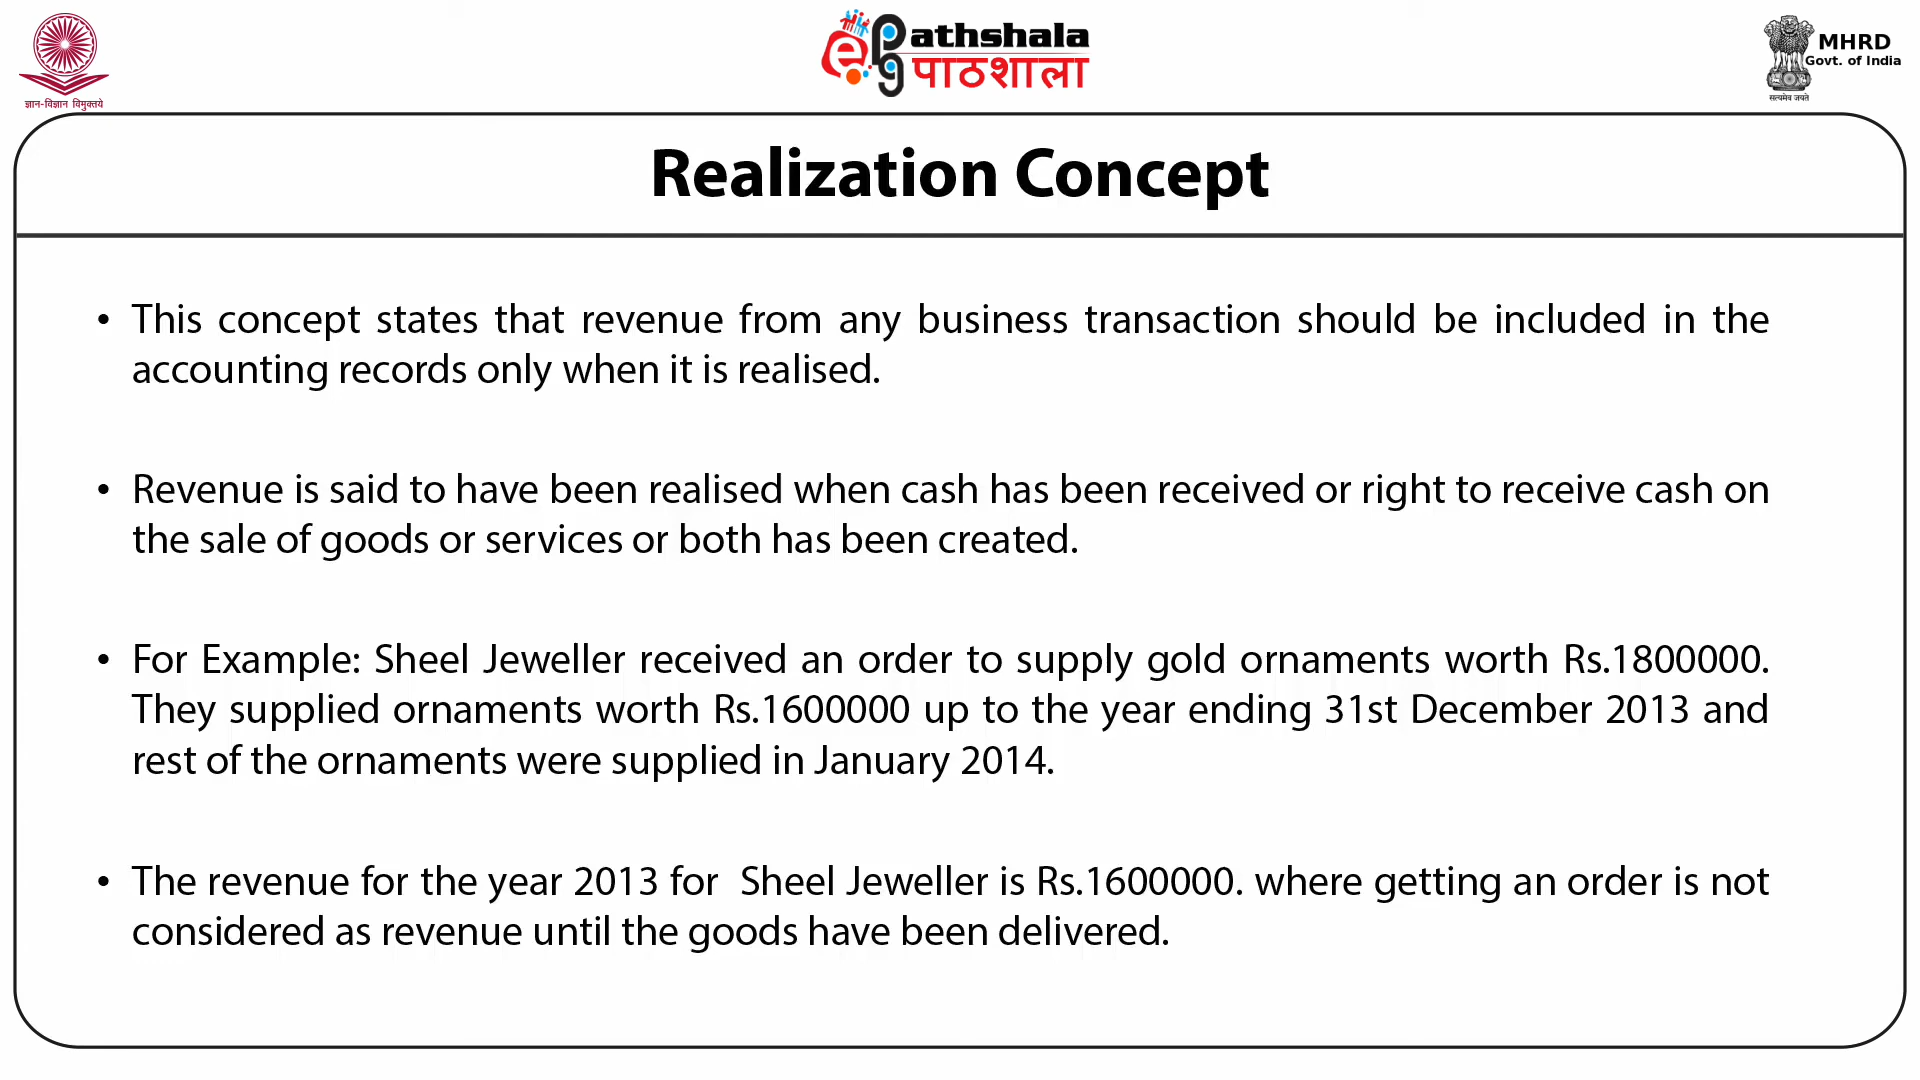 ज्ञान-विज्ञान विमुक्तये
e PG athshala
पाठशाला
MHRD
Govt. of India
सत्यमेव जयते
Realization Concept
• This concept states that revenue from any business transaction should be included in the
accounting records only when it is realised.
• Revenue is said to have been realised when cash has been received or right to receive cash on
the sale of goods or services or both has been created.
• For Example: Sheel Jeweller received an order to supply gold ornaments worth Rs.1800000.
They supplied ornaments worth Rs.1600000 up to the year ending 31st December 2013 and
rest of the ornaments were supplied in January 2014.
• The revenue for the year 2013 for  Sheel Jeweller is Rs.1600000. where getting an order is not
considered as revenue until the goods have been delivered.